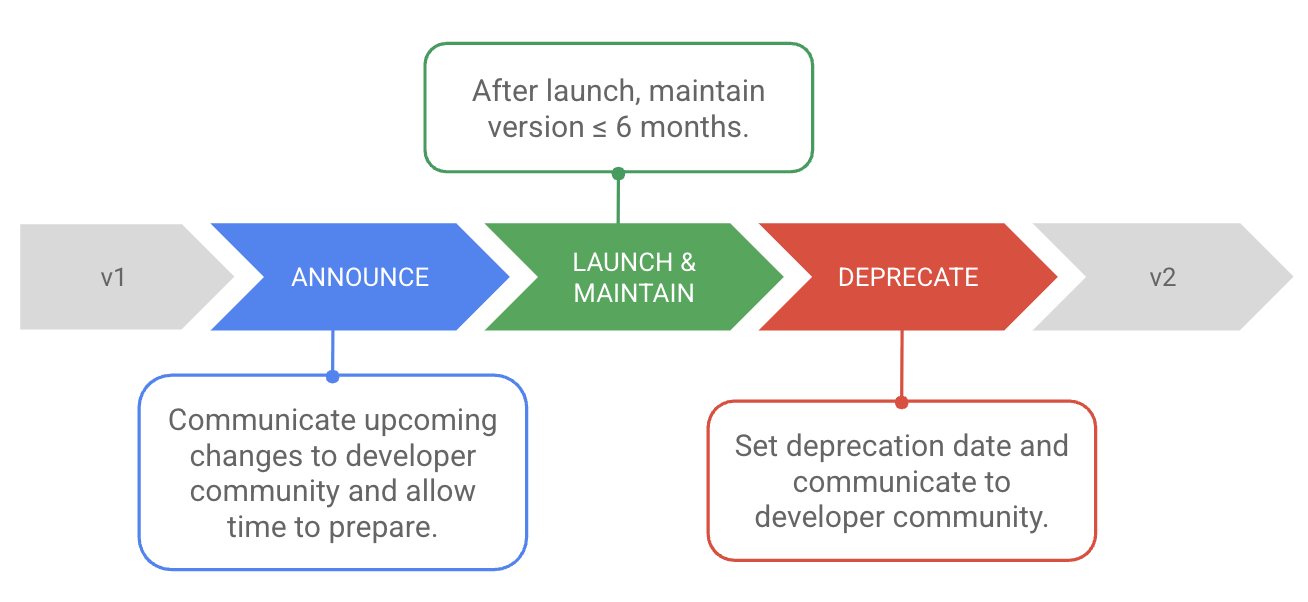 After launch, maintain
version ≤ 6 months.
v1
ANNOUNCE
LAUNCH &
MAINTAIN
DEPRECATE
v2
Communicate upcoming
changes to developer
community and allow
time to prepare.
Set deprecation date and
communicate to
developer community.